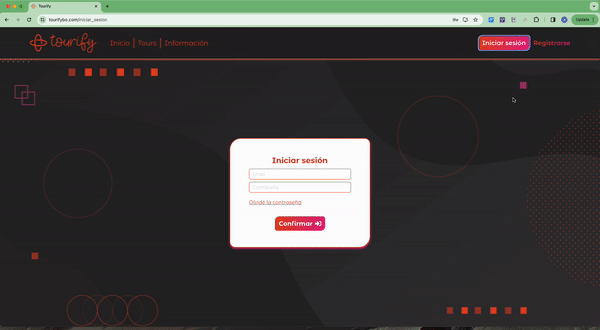 Tourify
tourifybo.com/iniciar_sesion
Update
tourify
Inicio | Tours | Información
Iniciar sesión
Registrarse
Iniciar sesión
Email
Contraseña
Olvidé la contraseña
Confirmar